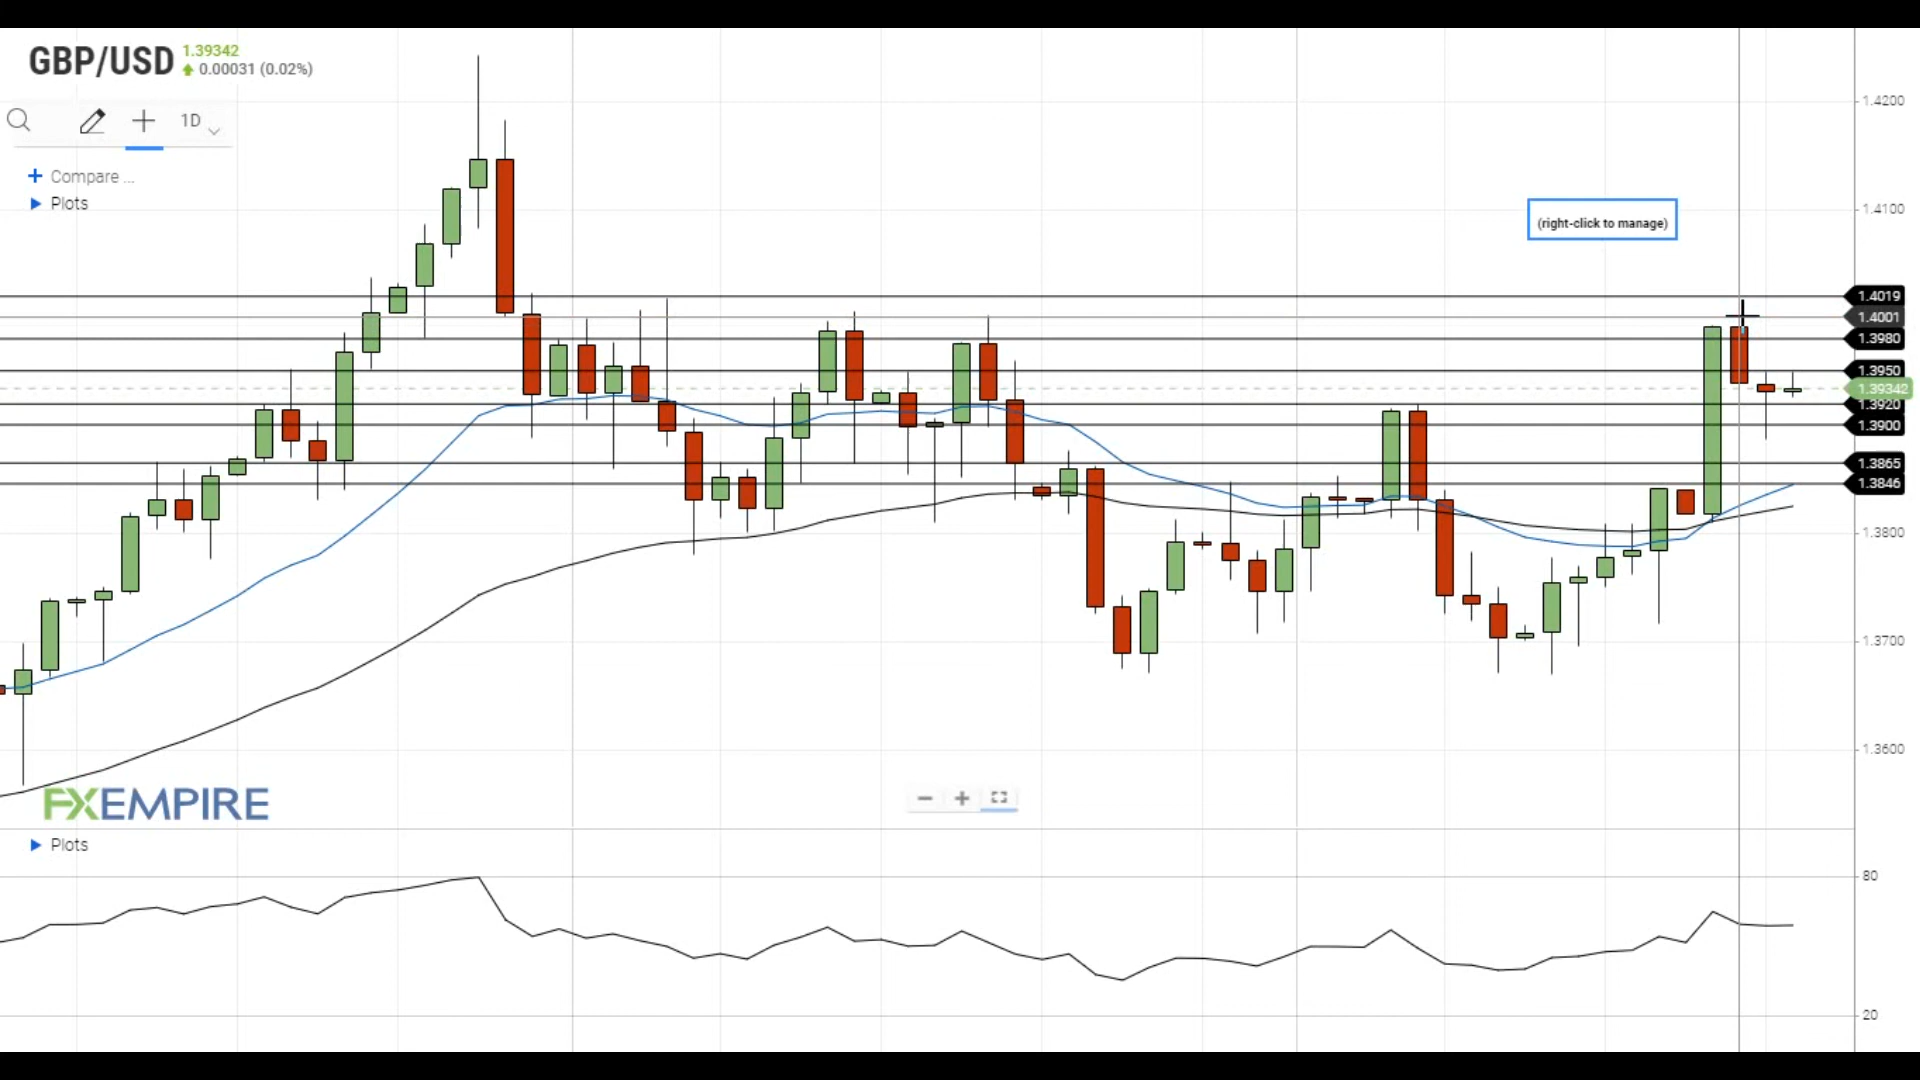 GBP/USD 1.39342
0.00031 (0.02%)
1D
Compare ...
Plots
(right-click to manage)
1.4200
1.4100
1.4019
1.4001
1.3980
1.3950
1.39342
1.3920
1.3900
1.3865
1.3846
1.3800
1.3700
1.3600
FXEMPIRE
Plots
80
20